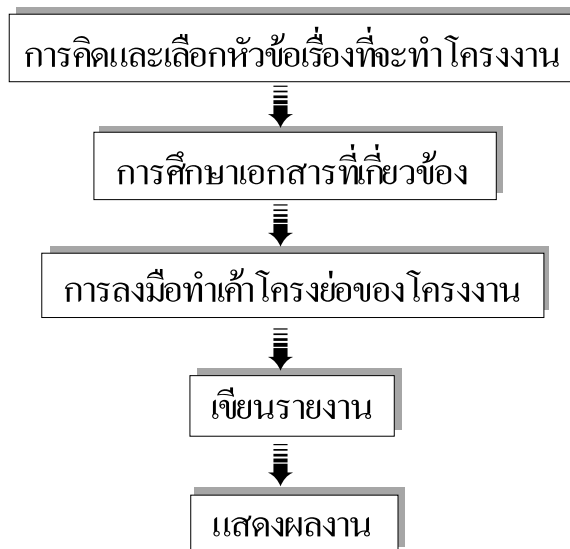 การคิดและเลือกหัวข้อเรื่องที่จะทำโครงงาน
การศึกษาเอกสารที่เกี่ยวข้อง
การลงมือทำเค้าโครงย่อของโครงงาน
เขียนรายงาน
แสดงผลงาน